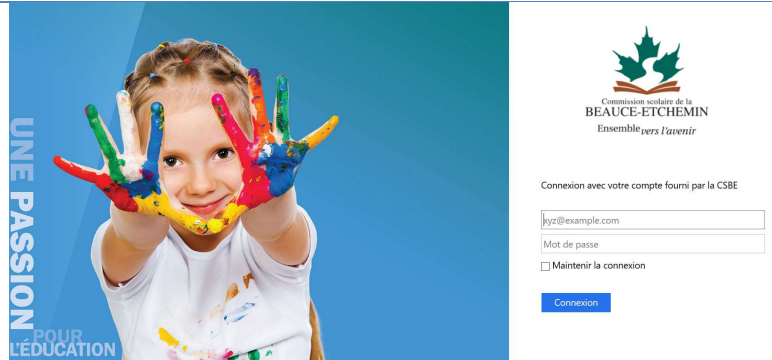 UNE PASSION
POUR
L'ÉDUCATION
Commission scolaire de la
BEAUCE-ETCHEMIN
Ensemble vers l'avenir
Connexion avec votre compte fourni par la CSBE
xyz@example.com
Mot de passe
Maintenir la connexion
Connexion